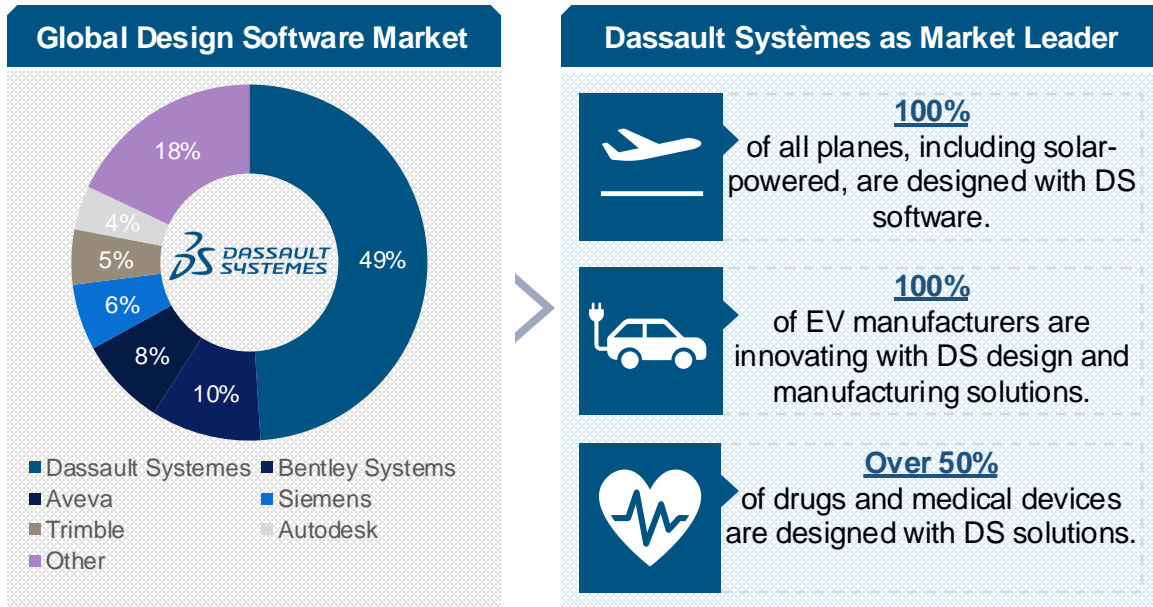 Global Design Software Market
18%
4%
5%
6%
8%
10%
49%
DS DASSAULT
SYSTEMES
Dassault Systemes
Bentley Systems
Aveva
Siemens
Trimble
Autodesk
Other
Dassault Systèmes as Market Leader
100%
of all planes, including solar-
powered, are designed with DS
software.
100%
of EV manufacturers are
innovating with DS design and
manufacturing solutions.
Over 50%
of drugs and medical devices
are designed with DS solutions.